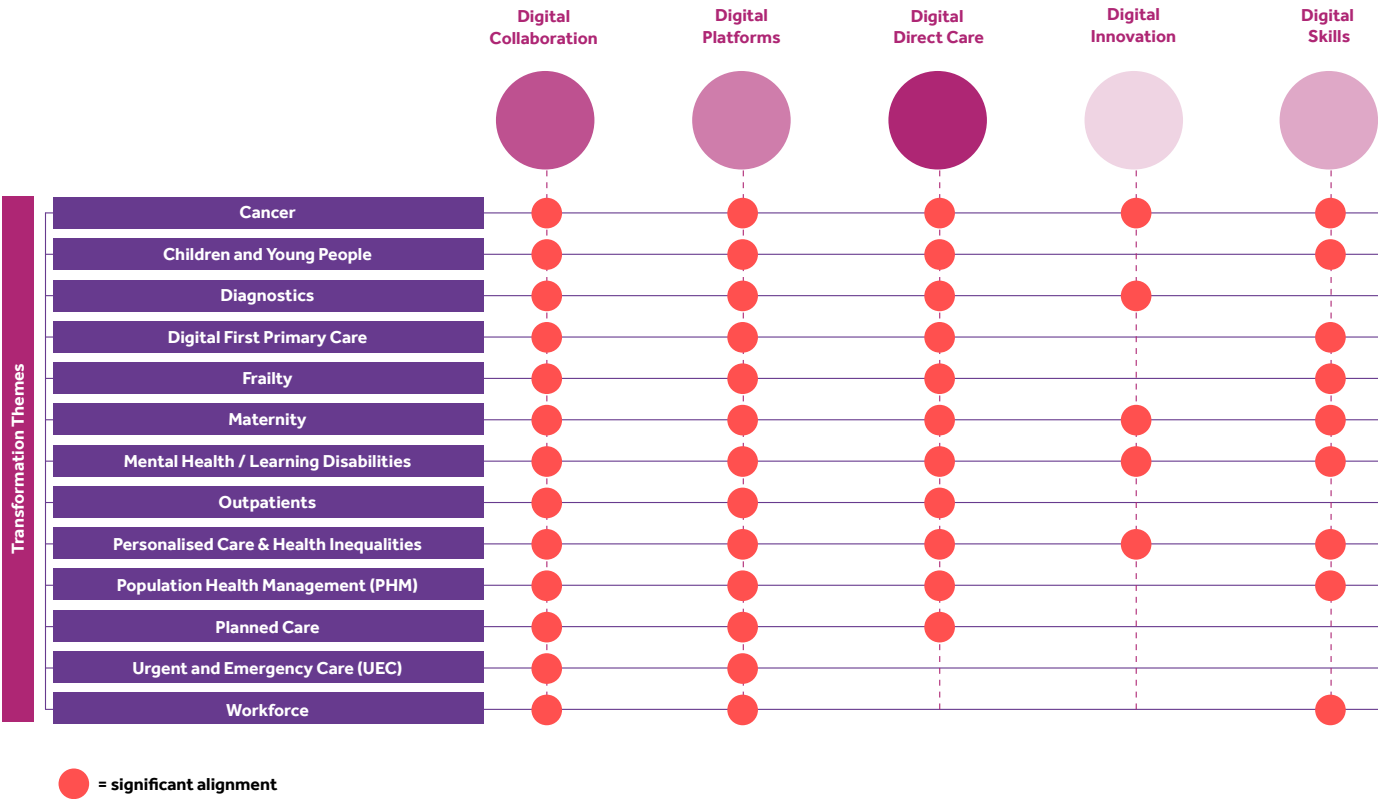 Digital
Collaboration
Digital
Platforms
Digital
Direct Care
Digital
Innovation
Digital
Skills
Transformation Themes
Cancer
Children and Young People
Diagnostics
Digital First Primary Care
Frailty
Maternity
Mental Health / Learning Disabilities
Outpatients
Personalised Care & Health Inequalities
Population Health Management (PHM)
Planned Care
Urgent and Emergency Care (UEC)
Workforce
= significant alignment